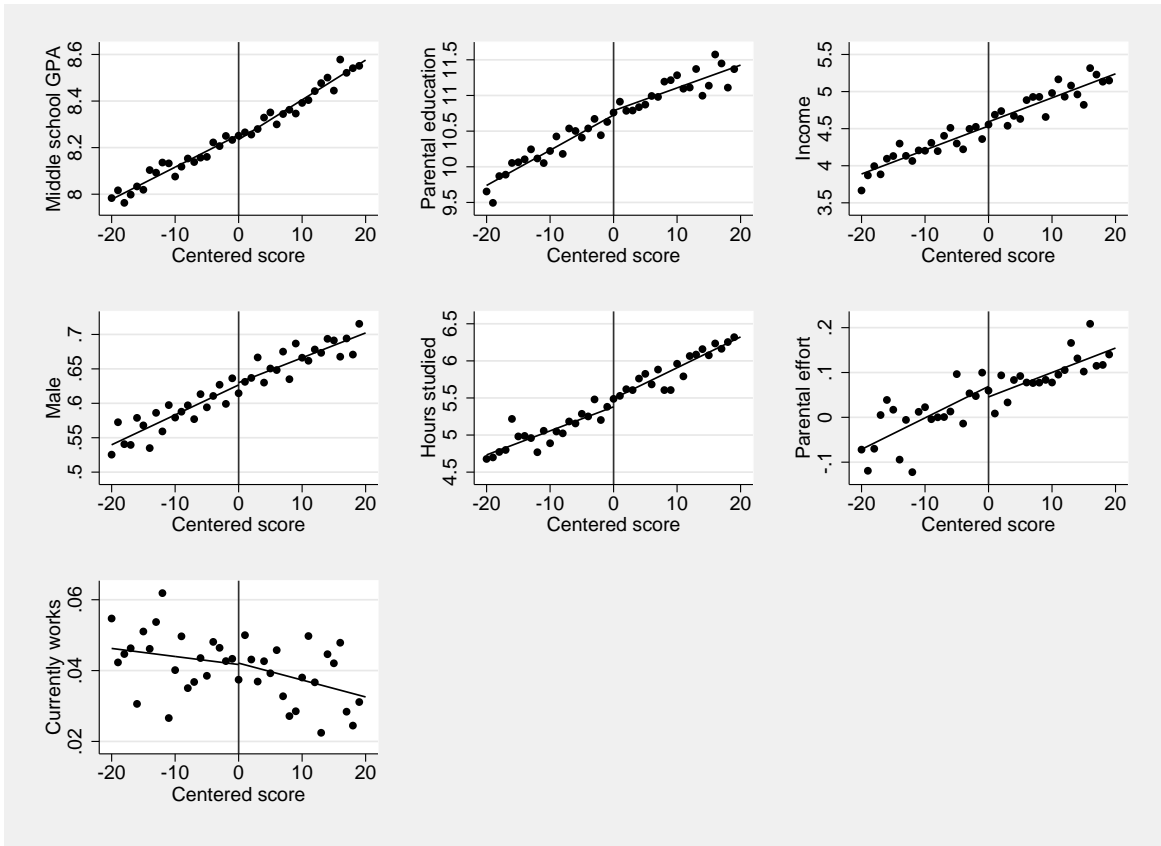 Middle school GPA
8.6
8.4
8.2
8
-20 -10 0 10 20
Centered score
Parental education
11.5
11
10.5
10
9.5
-20 -10 0 10 20
Centered score
Income
5.5
5
4.5
4
3.5
-20 -10 0 10 20
Centered score
Male
.7
.65
.6
.55
.5
-20 -10 0 10 20
Centered score
Hours studied
6.5
6
5.5
5
4.5
-20 -10 0 10 20
Centered score
Parental effort
.2
.1
0
-.1
-20 -10 0 10 20
Centered score
Currently works
.06
.04
.02
-20 -10 0 10 20
Centered score